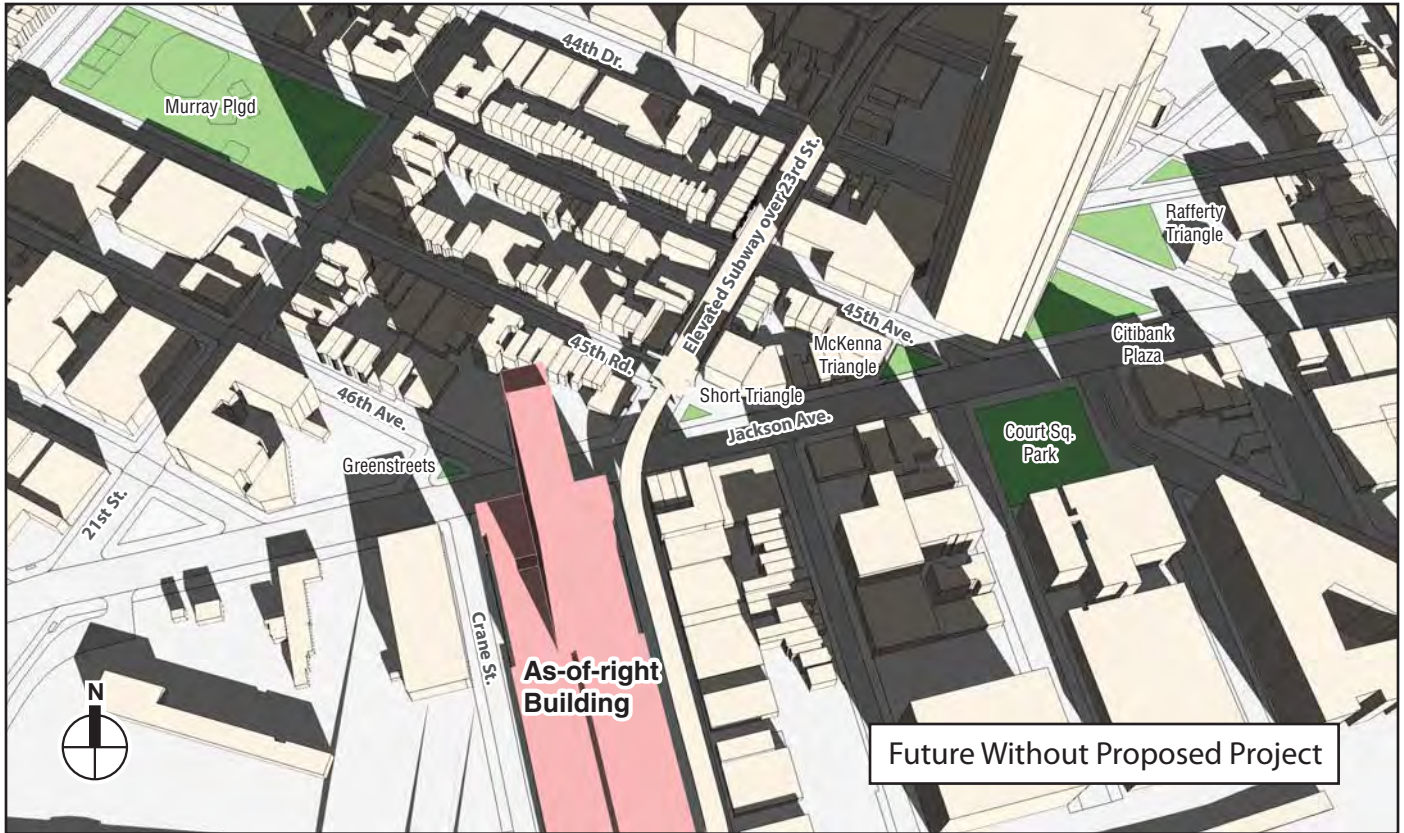 44th Dr.
Murray Plgd
Elevated Subway over 23rd St.
Rafferty
Triangle
45th Ave.
McKenna
Triangle
Citibank
Plaza
45th Rd.
Short Triangle
46th Ave.
Jackson Ave.
Court Sq.
Park
Greenstreets
21st St.
Crane St.
As-of-right
Building
N
Future Without Proposed Project